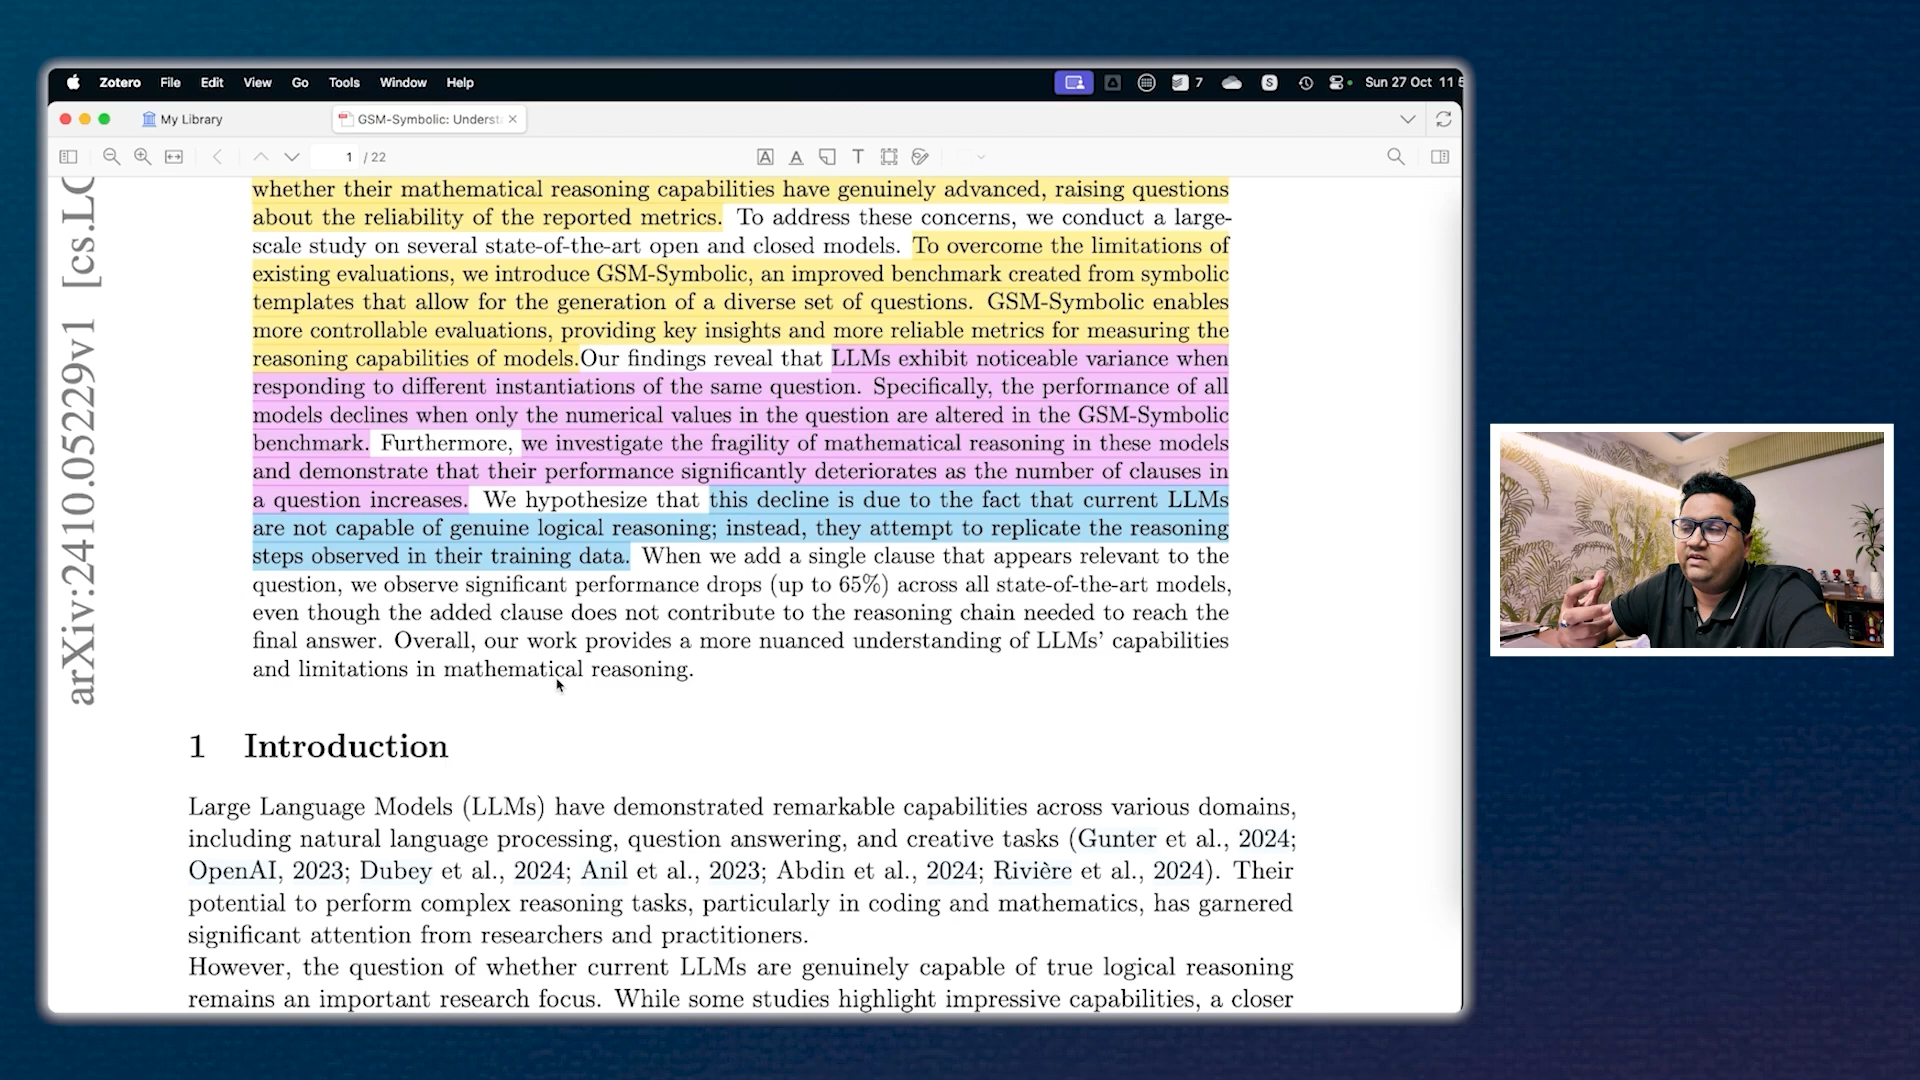 Zotero File Edit View Go Tools Window Help 7 S Sun 27 Oct 11
My Library GSM-Symbolic: Underst
1 / 22
arXiv:2410.05229v1 [cs.LG
whether their mathematical reasoning capabilities have genuinely advanced, raising questions
about the reliability of the reported metrics. To address these concerns, we conduct a large-
scale study on several state-of-the-art open and closed models. To overcome the limitations of
existing evaluations, we introduce GSM-Symbolic, an improved benchmark created from symbolic
templates that allow for the generation of a diverse set of questions. GSM-Symbolic enables
more controllable evaluations, providing key insights and more reliable metrics for measuring the
reasoning capabilities of models.Our findings reveal that LLMs exhibit noticeable variance when
responding to different instantiations of the same question. Specifically, the performance of all
models declines when only the numerical values in the question are altered in the GSM-Symbolic
benchmark. Furthermore, we investigate the fragility of mathematical reasoning in these models
and demonstrate that their performance significantly deteriorates as the number of clauses in
a question increases. We hypothesize that this decline is due to the fact that current LLMs
are not capable of genuine logical reasoning; instead, they attempt to replicate the reasoning
steps observed in their training data. When we add a single clause that appears relevant to the
question, we observe significant performance drops (up to 65%) across all state-of-the-art models,
even though the added clause does not contribute to the reasoning chain needed to reach the
final answer. Overall, our work provides a more nuanced understanding of LLMs’ capabilities
and limitations in mathematical reasoning.
1 Introduction
Large Language Models (LLMs) have demonstrated remarkable capabilities across various domains,
including natural language processing, question answering, and creative tasks (Gunter et al., 2024;
OpenAI, 2023; Dubey et al., 2024; Anil et al., 2023; Abdin et al., 2024; Rivière et al., 2024). Their
potential to perform complex reasoning tasks, particularly in coding and mathematics, has garnered
significant attention from researchers and practitioners.
However, the question of whether current LLMs are genuinely capable of true logical reasoning
remains an important research focus. While some studies highlight impressive capabilities, a closer